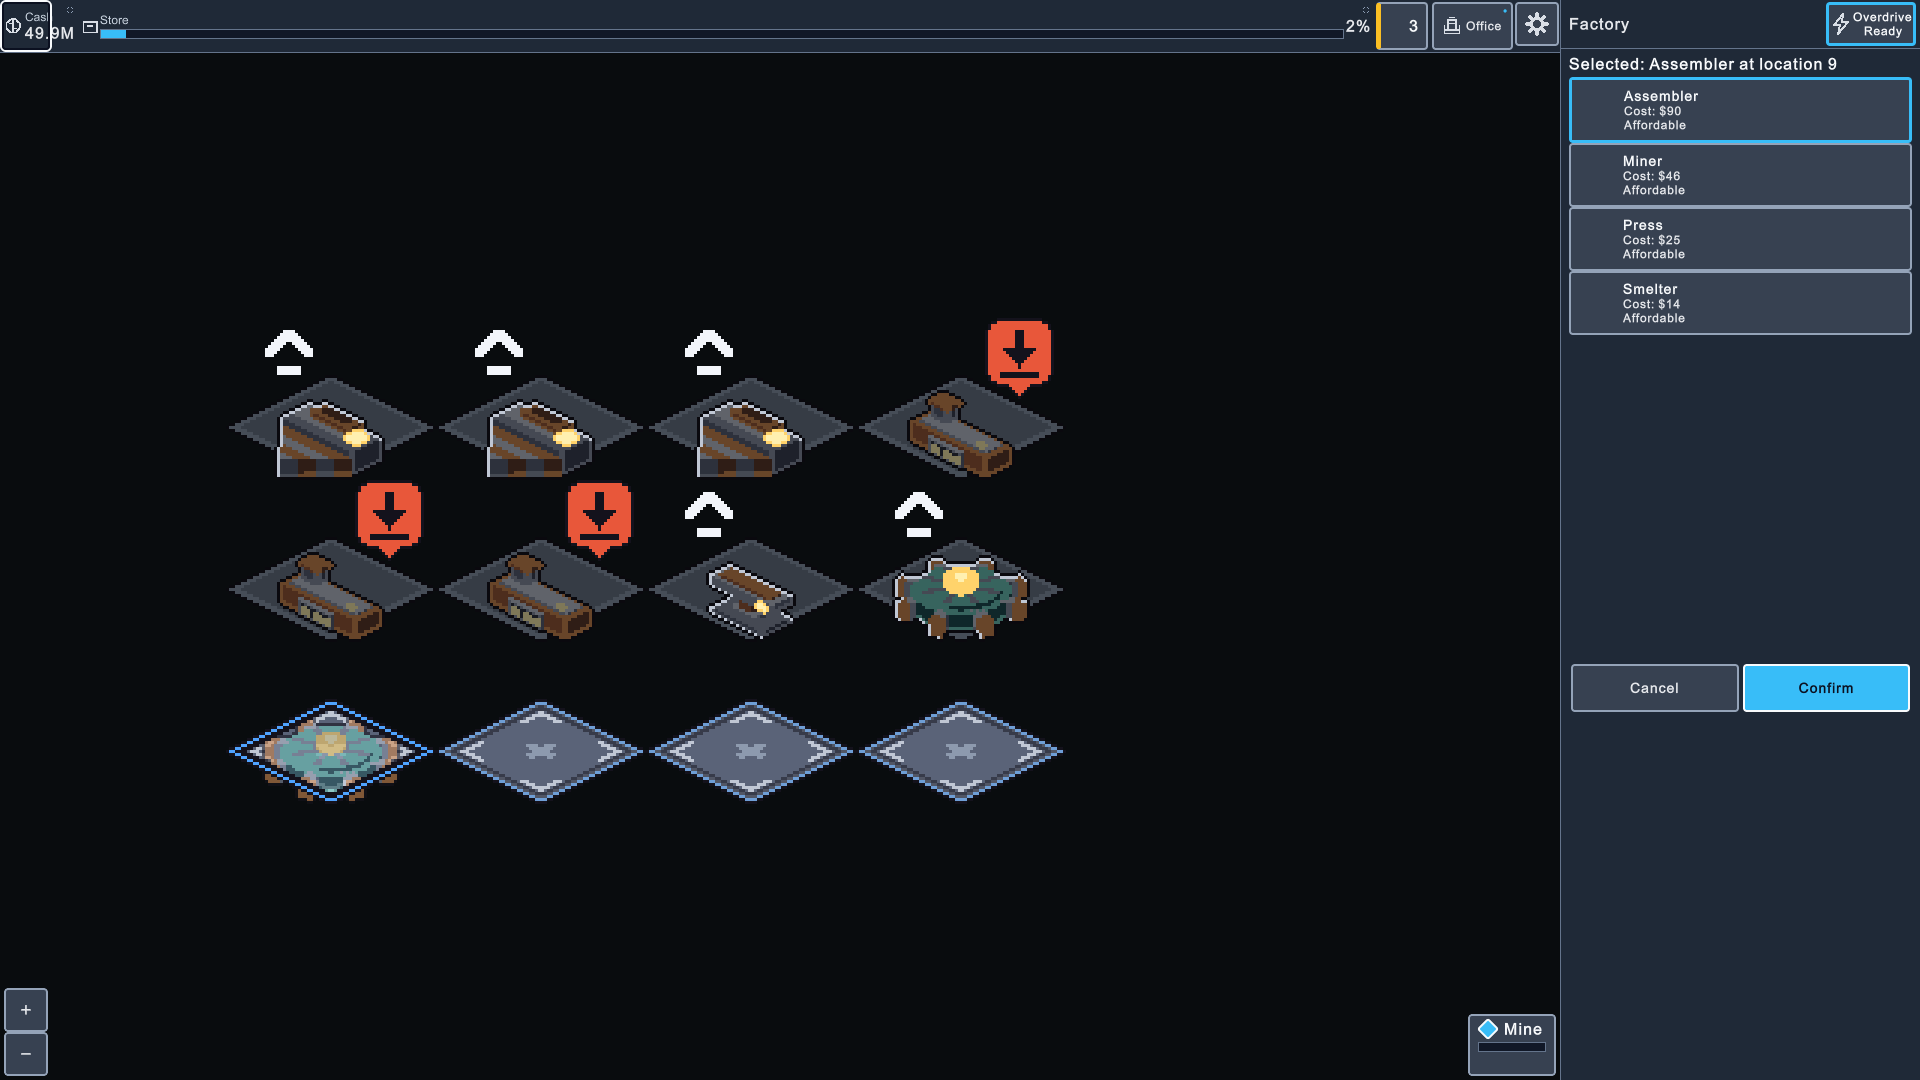 Cash
49.9M
Store
2%
3
Office
Factory
Overdrive
Ready
Selected: Assembler at location 9
Assembler
Cost: $90
Affordable
Miner
Cost: $46
Affordable
Press
Cost: $25
Affordable
Smelter
Cost: $14
Affordable
Cancel
Confirm
+
−
Mine